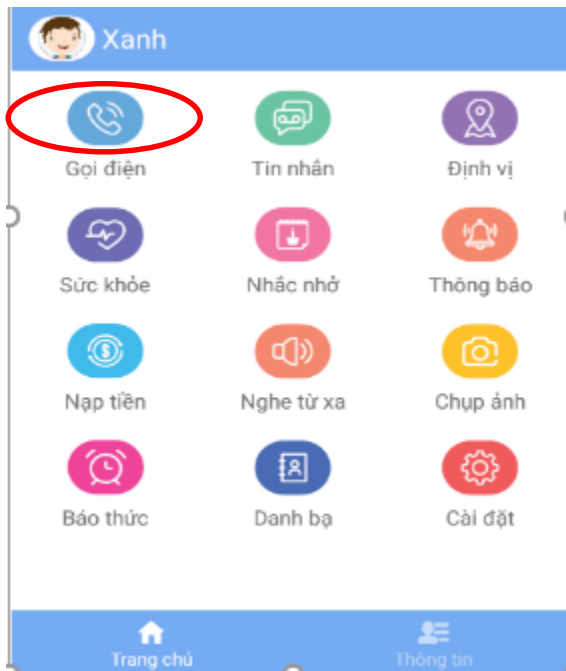 Xanh
Gọi điện
Tin nhắn
Định vị
Sức khỏe
Nhắc nhở
Thông báo
Nạp tiền
Nghe từ xa
Chụp ảnh
Báo thức
Danh bạ
Cài đặt
Trang chủ
Thông tin